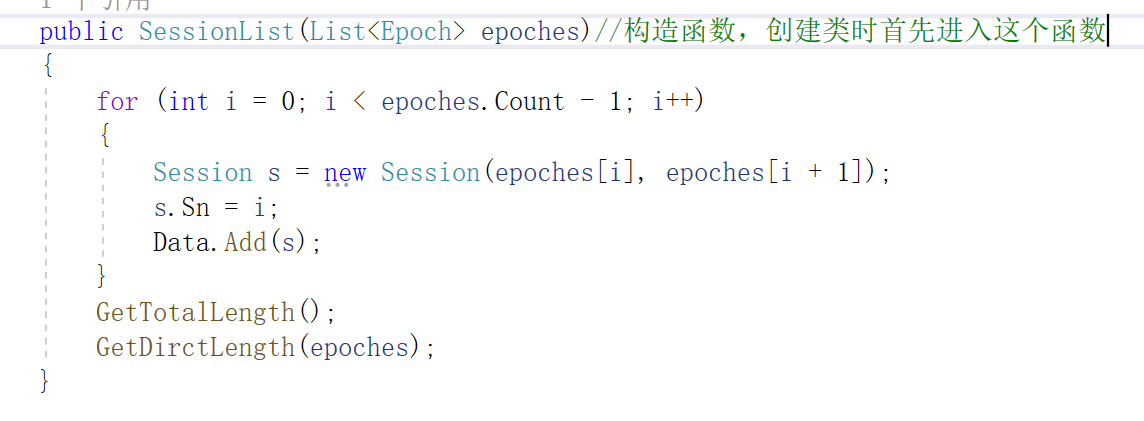 1 个引用
public SessionList(List<Epoch> epoches)//构造函数，创建类时首先进入这个函数
{
for (int i = 0; i < epoches.Count - 1; i++)
{
Session s = new Session(epoches[i], epoches[i + 1]);
s.Sn = i;
Data.Add(s);
}
GetTotalLength();
GetDirctLength(epoches);
}